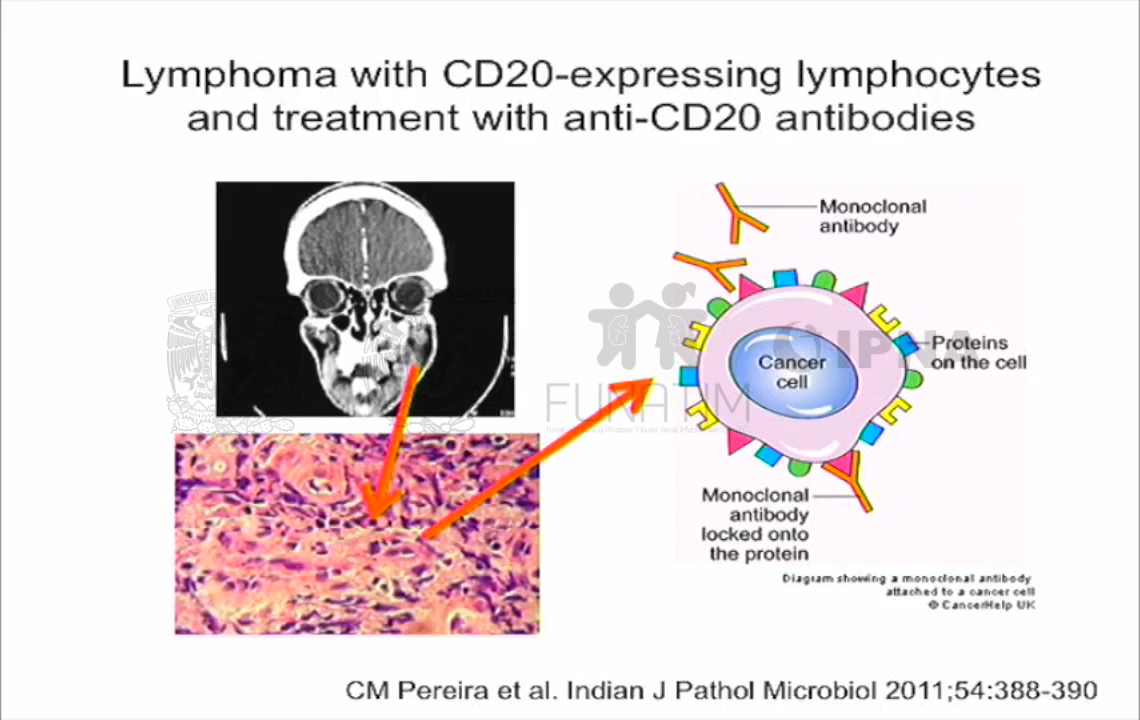 Lymphoma with CD20-expressing lymphocytes
and treatment with anti-CD20 antibodies
Monoclonal
antibody
Proteins
on the cell
Cancer
cell
IPNA
FUNATIM
Monoclonal
antibody
locked onto
the protein
Diagram showing a monoclonal antibody
attached to a cancer cell
© CancerHelp UK
CM Pereira et al. Indian J Pathol Microbiol 2011;54:388-390